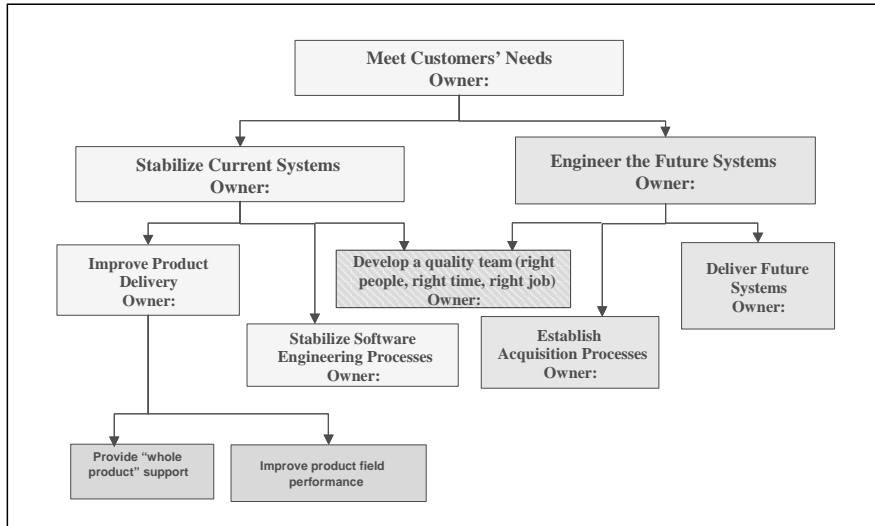 Meet Customers’ Needs
Owner:
Stabilize Current Systems
Owner:
Engineer the Future Systems
Owner:
Improve Product
Delivery
Owner:
Develop a quality team (right
people, right time, right job)
Owner:
Deliver Future
Systems
Owner:
Stabilize Software
Engineering Processes
Owner:
Establish
Acquisition Processes
Owner:
Provide “whole
product” support
Improve product field
performance